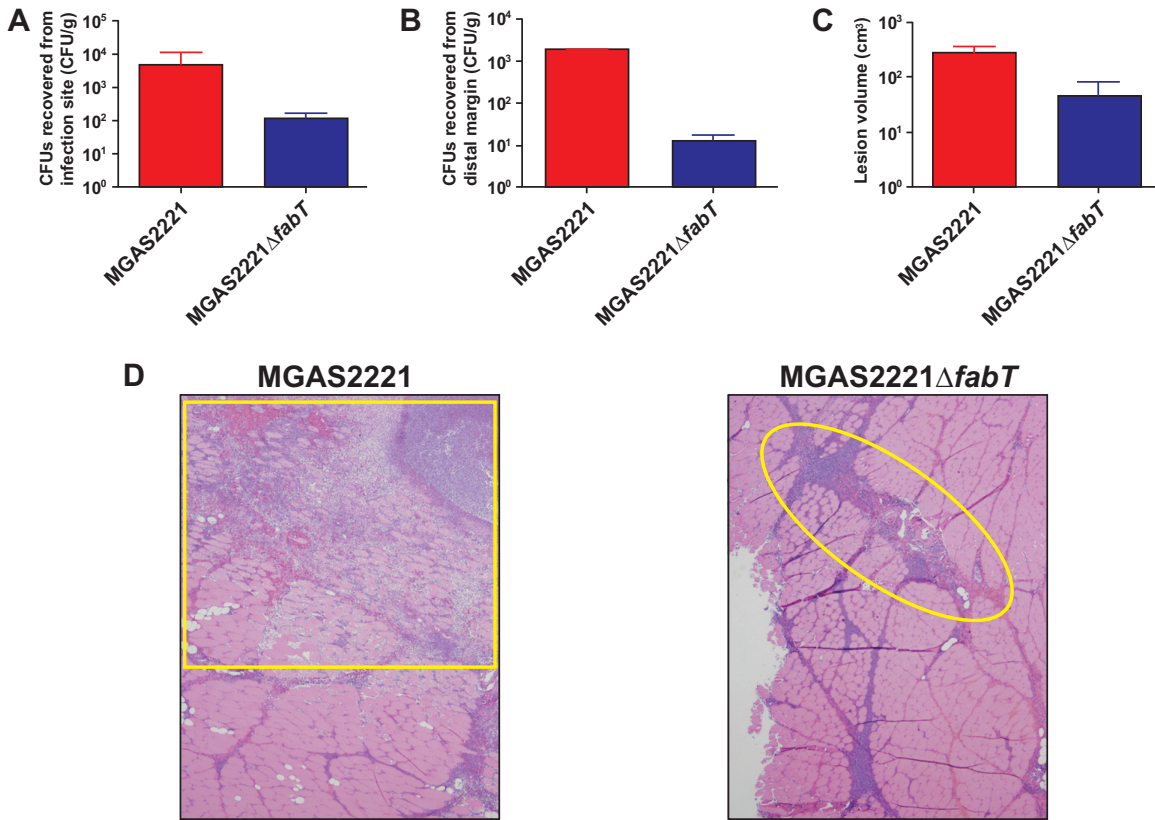 A
CFUs recovered from
infection site (CFU/g)
10⁵
10⁴
10³
10²
10¹
10⁰
MGAS2221
MGAS2221ΔfabT
B
CFUs recovered from
distal margin (CFU/g)
10⁴
10³
10²
10¹
10⁰
MGAS2221
MGAS2221ΔfabT
C
Lesion volume (cm³)
10³
10²
10¹
10⁰
MGAS2221
MGAS2221ΔfabT
D
MGAS2221
MGAS2221ΔfabT